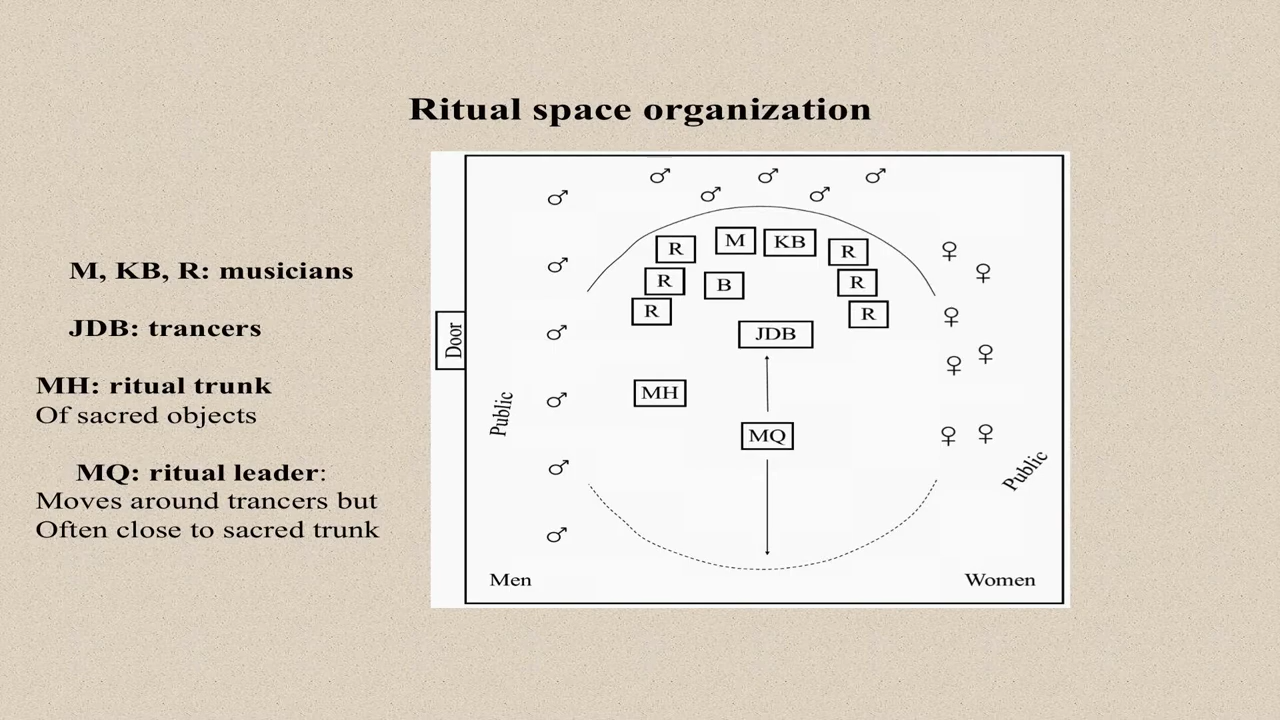 Ritual space organization
M, KB, R: musicians
JDB: trancers
MH: ritual trunk
Of sacred objects
MQ: ritual leader:
Moves around trancers but
Often close to sacred trunk
♂ ♂ ♂
♂ ♂ ♂
R M KB R
♂ ♀ ♀
R B R
R R ♀
Door ♂ JDB ♀ ♀
Public ♂ MH
MQ ♀ ♀
♂ Public
♂
Men Women